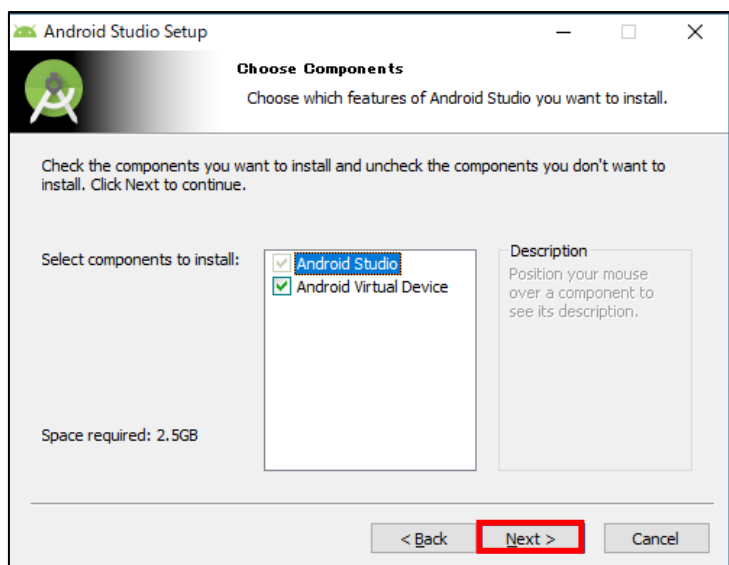 Android Studio Setup
Choose Components
Choose which features of Android Studio you want to install.
Check the components you want to install and uncheck the components you don't want to
install. Click Next to continue.
Select components to install:
Android Studio
Android Virtual Device
Description
Position your mouse
over a component to
see its description.
Space required: 2.5GB
< Back
Next >
Cancel